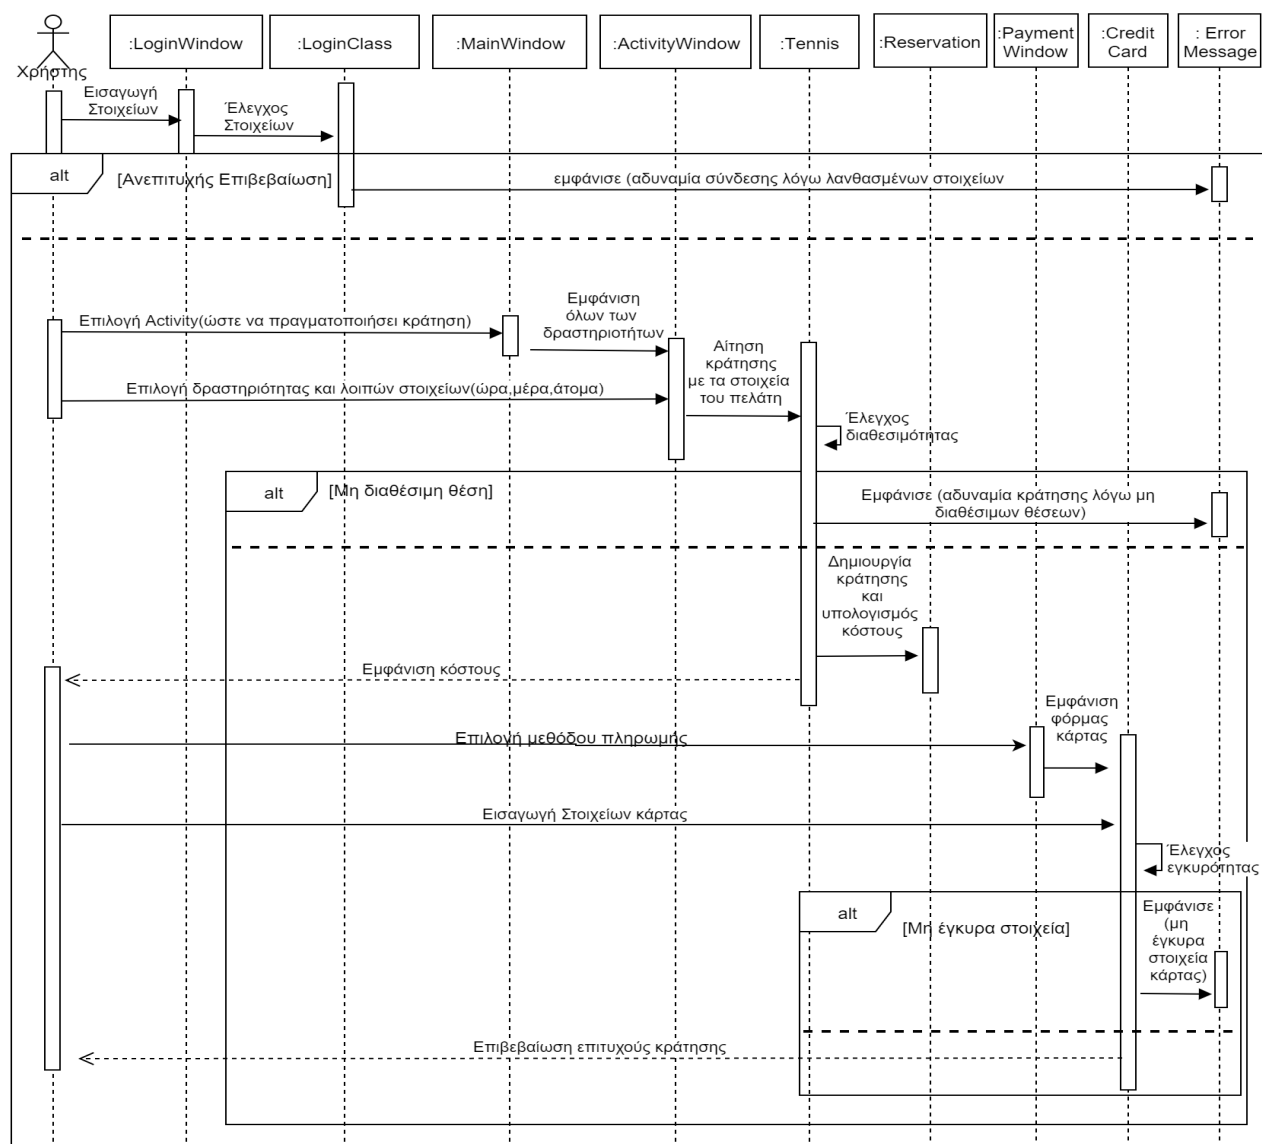 :LoginWindow
:LoginClass
:MainWindow
:ActivityWindow
:Tennis
:Reservation
:Payment
Window
:Credit
Card
: Error
Message
Χρήστης
Εισαγωγή
Στοιχείων
Έλεγχος
Στοιχείων
alt
[Ανεπιτυχής Επιβεβαίωση]
εμφάνισε (αδυναμία σύνδεσης λόγω λανθασμένων στοιχείων
Επιλογή Activity(ώστε να πραγματοποιήσει κράτηση)
Εμφάνιση
όλων των
δραστηριοτήτων
Αίτηση
κράτησης
με τα στοιχεία
του πελάτη
Επιλογή δραστηριότητας και λοιπών στοιχείων(ώρα,μέρα,άτομα)
Έλεγχος
διαθεσιμότητας
alt
[Μη διαθέσιμη θέση]
Εμφάνισε (αδυναμία κράτησης λόγω μη
διαθέσιμων θέσεων)
Δημιουργία
κράτησης
και
υπολογισμός
κόστους
Εμφάνιση κόστους
Εμφάνιση
φόρμας
κάρτας
Επιλογή μεθόδου πληρωμής
Εισαγωγή Στοιχείων κάρτας
Έλεγχος
εγκυρότητας
alt
[Μη έγκυρα στοιχεία]
Εμφάνισε
(μη
έγκυρα
στοιχεία
κάρτας)
Επιβεβαίωση επιτυχούς κράτησης